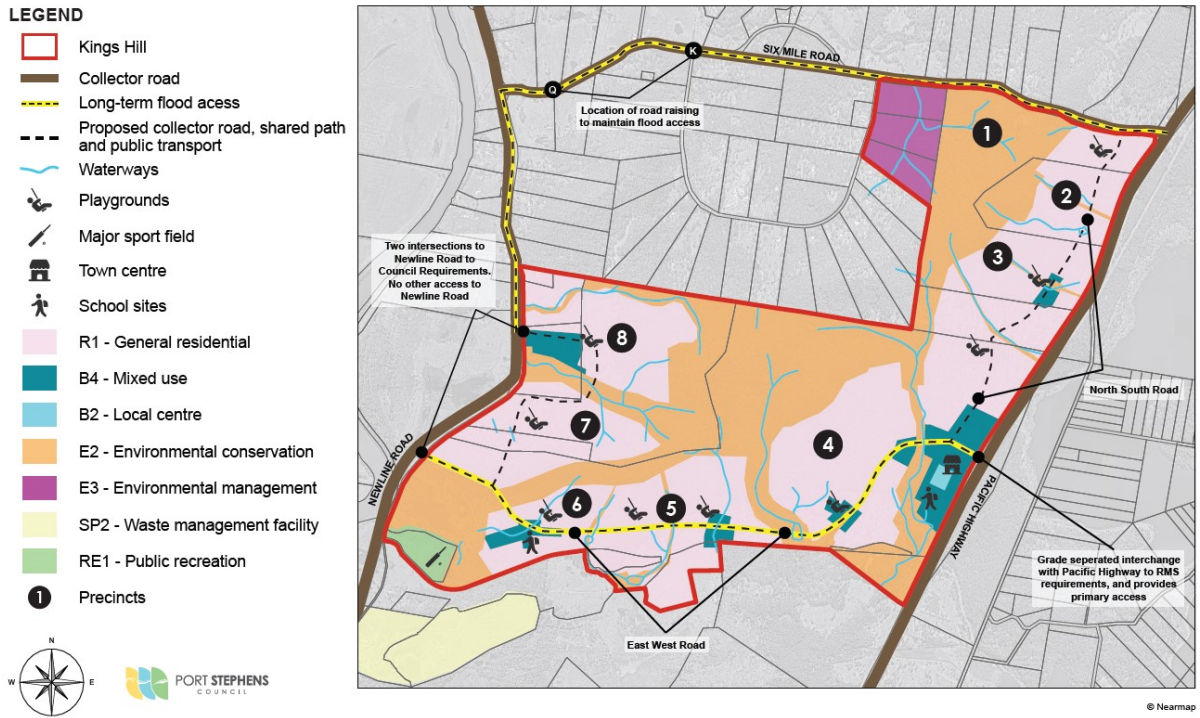 LEGEND
Kings Hill
Collector road
Long-term flood acess
Proposed collector road, shared path
and public transport
Waterways
Playgrounds
Major sport field
Town centre
School sites
R1 - General residential
B4 - Mixed use
B2 - Local centre
E2 - Environmental conservation
E3 - Environmental management
SP2 - Waste management facility
RE1 - Public recreation
1
Precincts
N
W
E
S
PORT STEPHENS
COUNCIL
K
SIX MILE ROAD
Q
Location of road raising
to maintain flood access
1
2
3
Two intersections to
Newline Road to
Council Requirements.
No other access to
Newline Road
8
North South Road
7
4
NEWLINE ROAD
PACIFIC HIGHWAY
6
5
Grade seperated interchange
with Pacific Highway to RMS
requirements, and provides
primary access
East West Road
© Nearmap